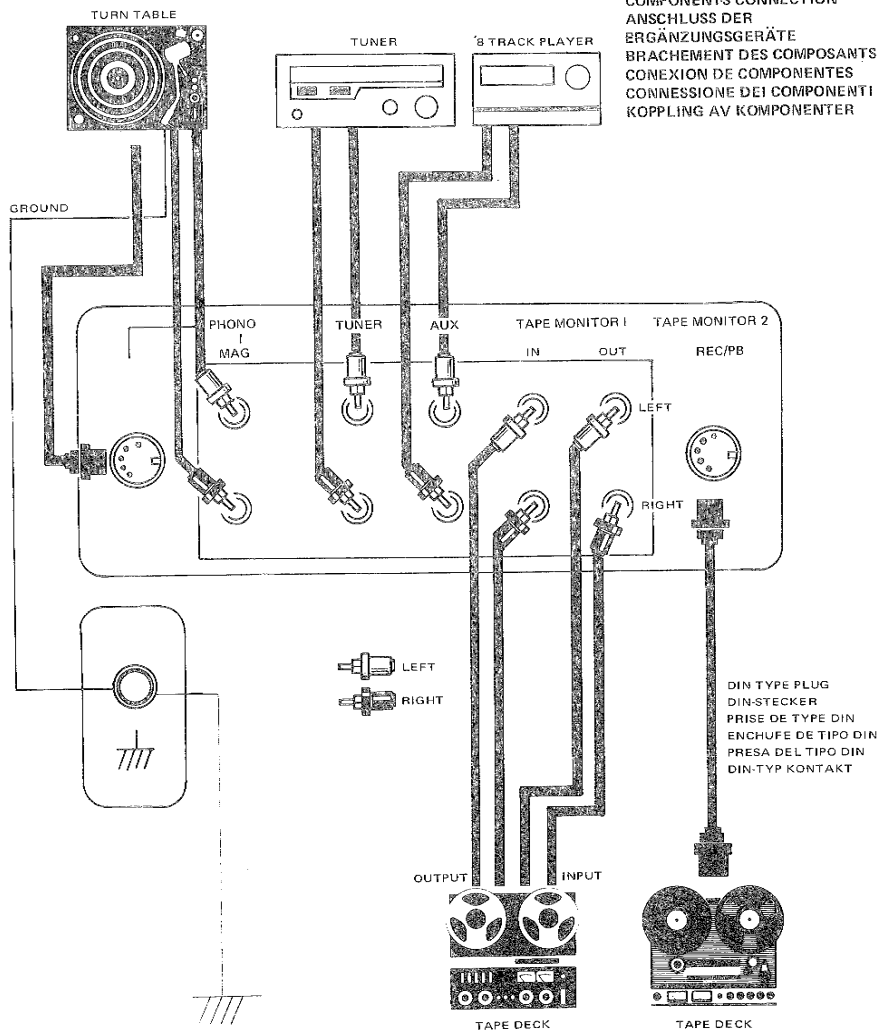 COMPONENTS CONNECTION
ANSCHLUSS DER
ERGÄNZUNGSGERÄTE
BRACHEMENT DES COMPOSANTS
CONEXION DE COMPONENTES
CONNESSIONE DEI COMPONENTI
KOPPLING AV KOMPONENTER
TURN TABLE
TUNER
8 TRACK PLAYER
GROUND
PHONO 1 TUNER AUX TAPE MONITOR 1 TAPE MONITOR 2
MAG IN OUT REC/PB
LEFT
RIGHT
LEFT
RIGHT
DIN TYPE PLUG
DIN-STECKER
PRISE DE TYPE DIN
ENCHUFE DE TIPO DIN
PRESA DEL TIPO DIN
DIN-TYP KONTAKT
OUTPUT INPUT
TAPE DECK TAPE DECK